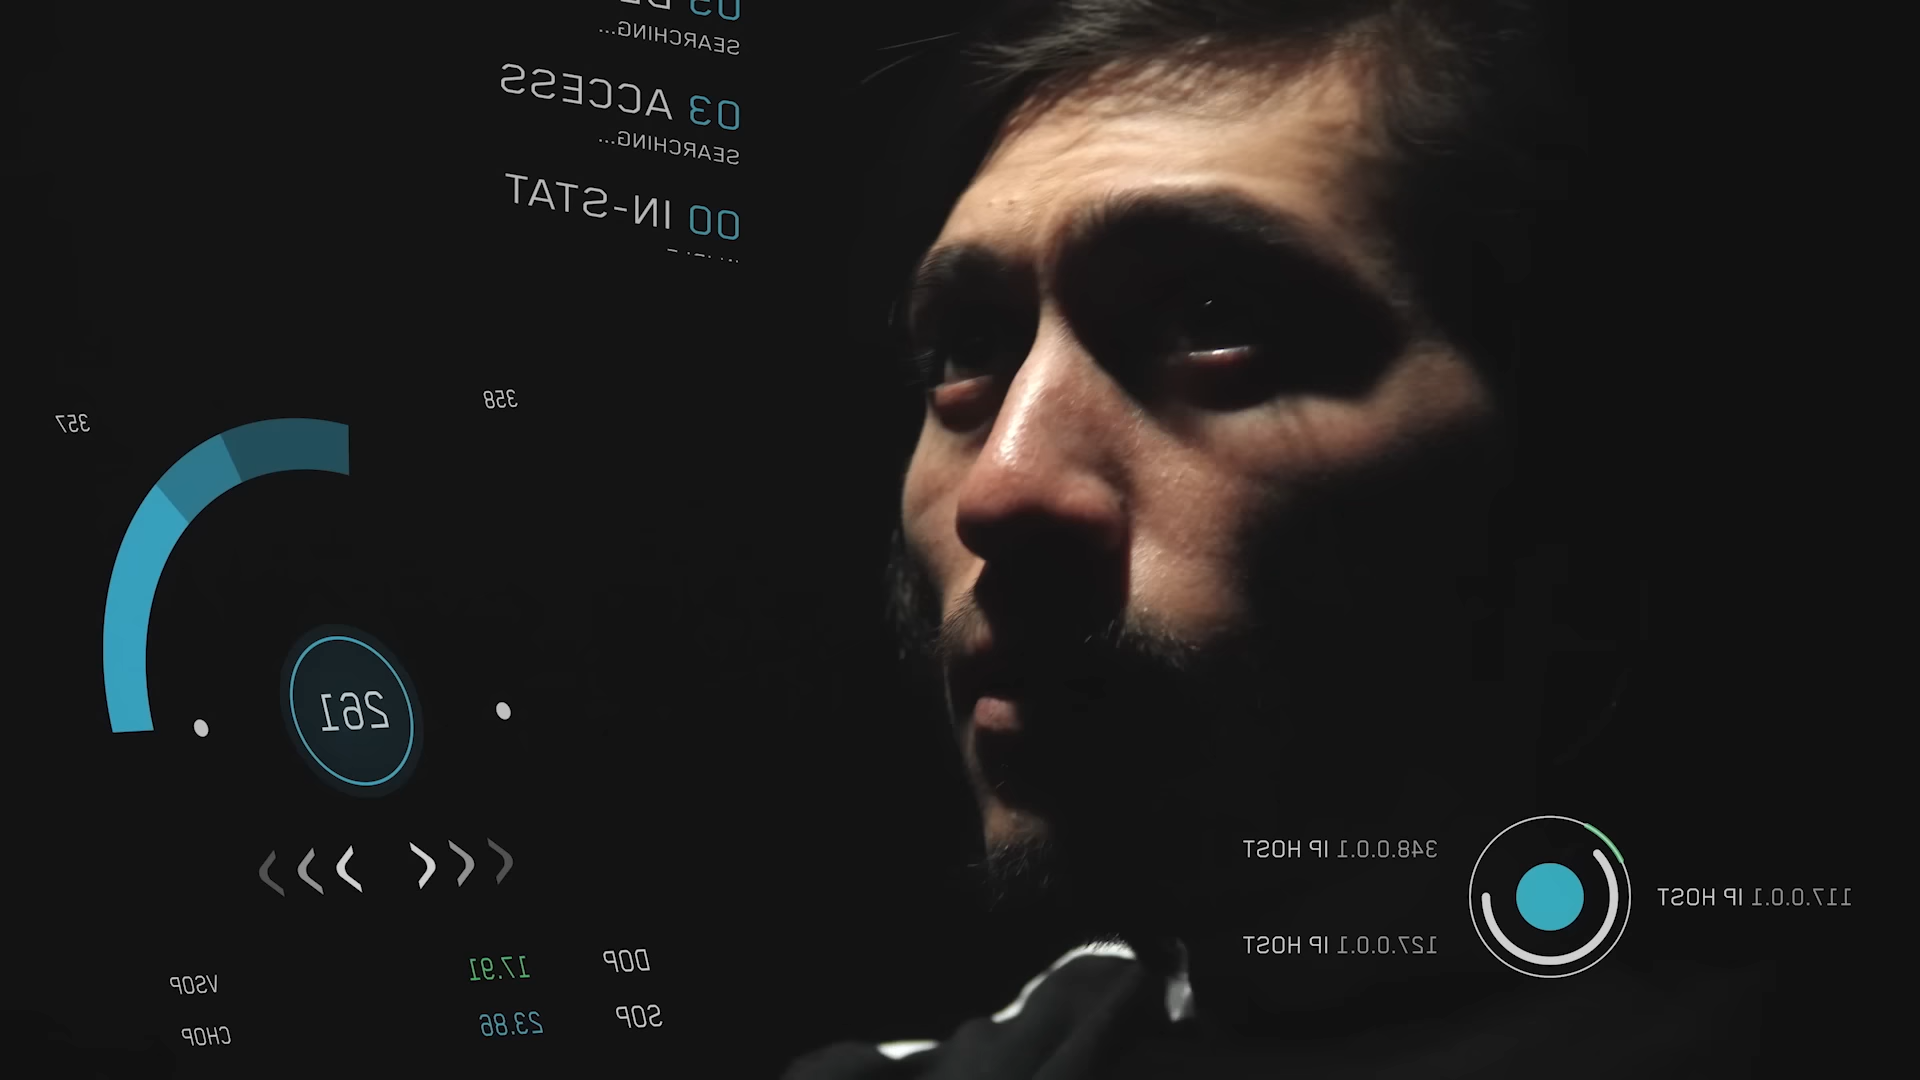 SEARCHING...
03 ACCESS
SEARCHING...
00 IN-STAT
358
357
261
348.0.0.1 IP HOST
117.0.0.1 IP HOST
127.0.0.1 IP HOST
DOP 17.91
VSOP
SOP 23.86
CHOP